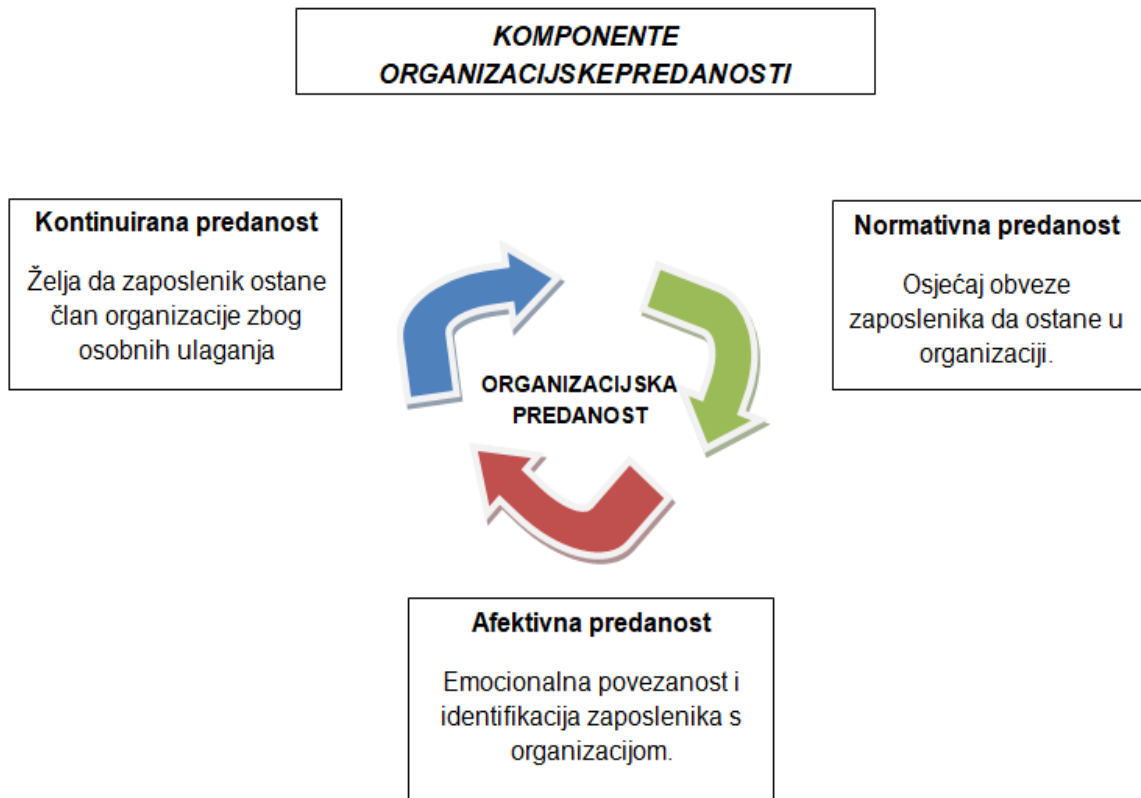 KOMPONENTE
ORGANIZACIJSKEPREDANOSTI
Kontinuirana predanost
Želja da zaposlenik ostane
član organizacije zbog
osobnih ulaganja
Normativna predanost
Osjećaj obveze
zaposlenika da ostane u
organizaciji.
ORGANIZACIJSKA
PREDANOST
Afektivna predanost
Emocionalna povezanost i
identifikacija zaposlenika s
organizacijom.